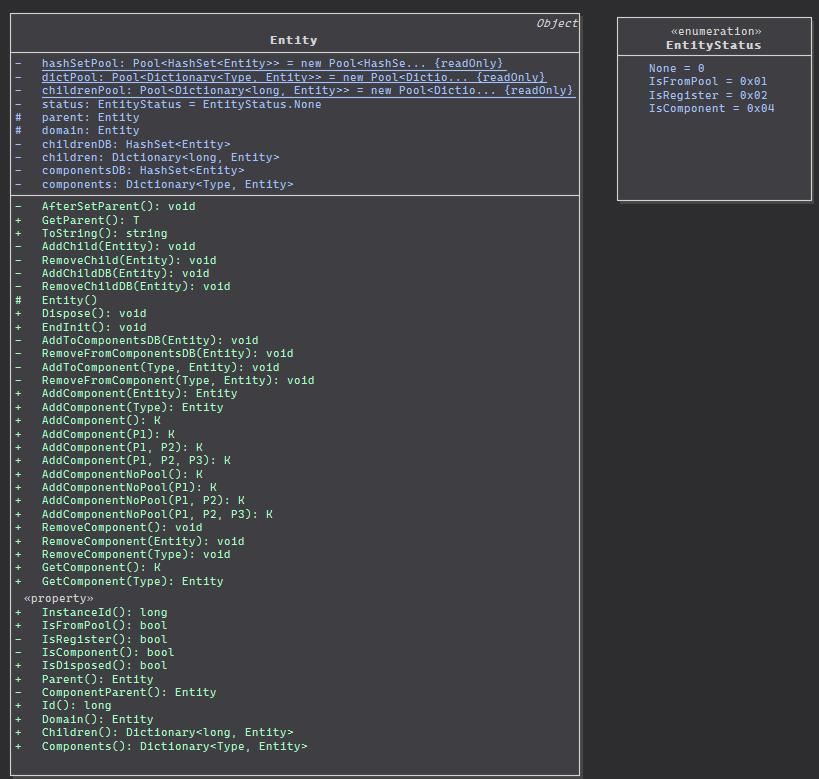 Object
Entity
- hashSetPool: Pool<HashSet<Entity>> = new Pool<HashSe... {readOnly}
- dictPool: Pool<Dictionary<Type, Entity>> = new Pool<Dictio... {readOnly}
- childrenPool: Pool<Dictionary<long, Entity>> = new Pool<Dictio... {readOnly}
- status: EntityStatus = EntityStatus.None
# parent: Entity
# domain: Entity
- childrenDB: HashSet<Entity>
- children: Dictionary<long, Entity>
- componentsDB: HashSet<Entity>
- components: Dictionary<Type, Entity>
- AfterSetParent(): void
+ GetParent(): T
+ ToString(): string
- AddChild(Entity): void
- RemoveChild(Entity): void
- AddChildDB(Entity): void
- RemoveChildDB(Entity): void
# Entity()
+ Dispose(): void
+ EndInit(): void
- AddToComponentsDB(Entity): void
- RemoveFromComponentsDB(Entity): void
- AddToComponent(Type, Entity): void
- RemoveFromComponent(Type, Entity): void
+ AddComponent(Entity): Entity
+ AddComponent(Type): Entity
+ AddComponent(): K
+ AddComponent(P1): K
+ AddComponent(P1, P2): K
+ AddComponent(P1, P2, P3): K
+ AddComponentNoPool(): K
+ AddComponentNoPool(P1): K
+ AddComponentNoPool(P1, P2): K
+ AddComponentNoPool(P1, P2, P3): K
+ RemoveComponent(): void
+ RemoveComponent(Entity): void
+ RemoveComponent(Type): void
+ GetComponent(): K
+ GetComponent(Type): Entity
«property»
+ InstanceId(): long
+ IsFromPool(): bool
- IsRegister(): bool
- IsComponent(): bool
+ IsDisposed(): bool
+ Parent(): Entity
- ComponentParent(): Entity
+ Id(): long
+ Domain(): Entity
+ Children(): Dictionary<long, Entity>
+ Components(): Dictionary<Type, Entity>
«enumeration»
EntityStatus
None = 0
IsFromPool = 0x01
IsRegister = 0x02
IsComponent = 0x04